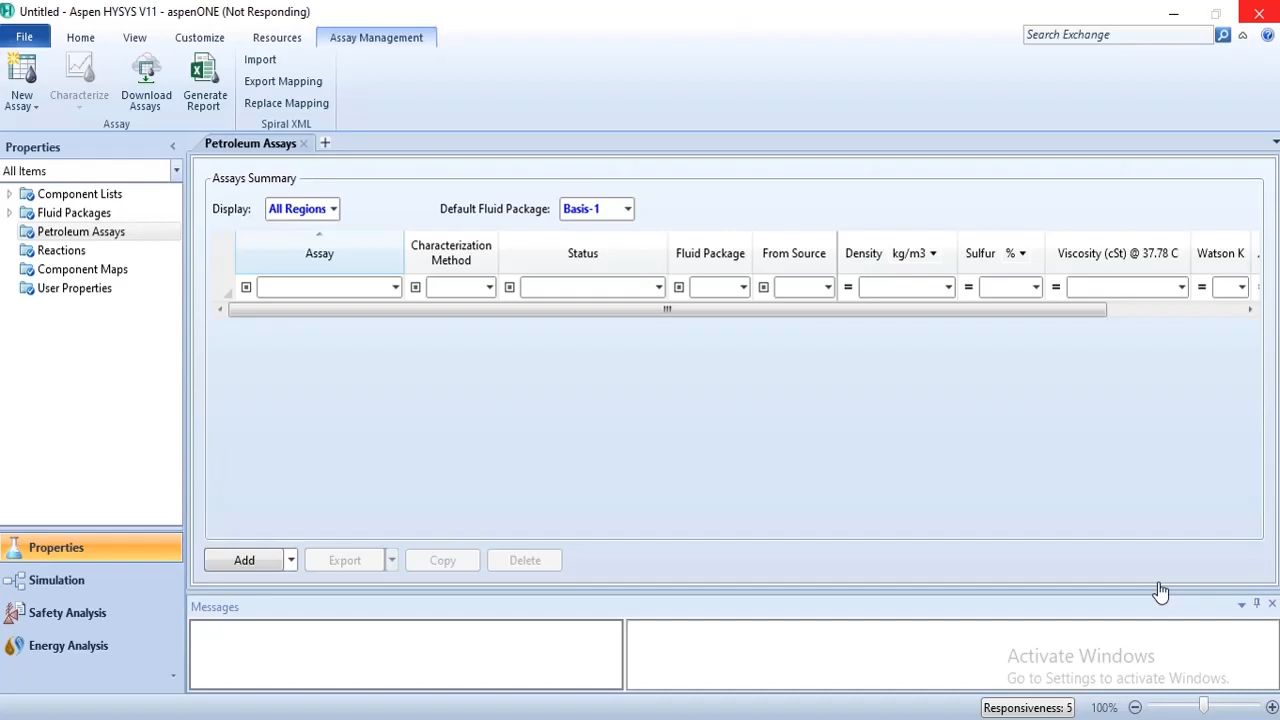 Untitled - Aspen HYSYS V11 - aspenONE (Not Responding)
File Home View Customize Resources Assay Management
Search Exchange
New Assay
Characterize
Download Assays
Generate Report
Import
Export Mapping
Replace Mapping
Assay
Spiral XML
Properties
All Items
Component Lists
Fluid Packages
Petroleum Assays
Reactions
Component Maps
User Properties
Properties
Simulation
Safety Analysis
Energy Analysis
Petroleum Assays
Assays Summary
Display: All Regions Default Fluid Package: Basis-1
Assay Characterization Method Status Fluid Package From Source Density kg/m3 Sulfur % Viscosity (cSt) @ 37.78 C Watson K
= = = =
Add Export Copy Delete
Messages
Activate Windows
Go to Settings to activate Windows.
Responsiveness: 5 100%